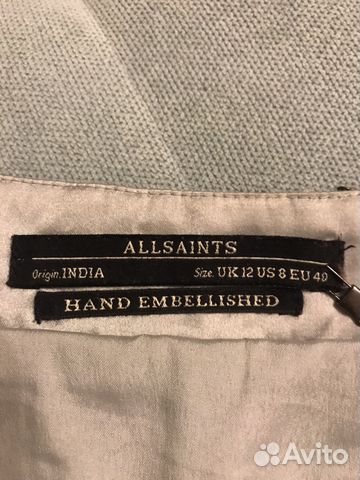 ALLSAINTS
Origin. INDIA Size. UK 12 US 8 EU 40
HAND EMBELLISHED
Avito